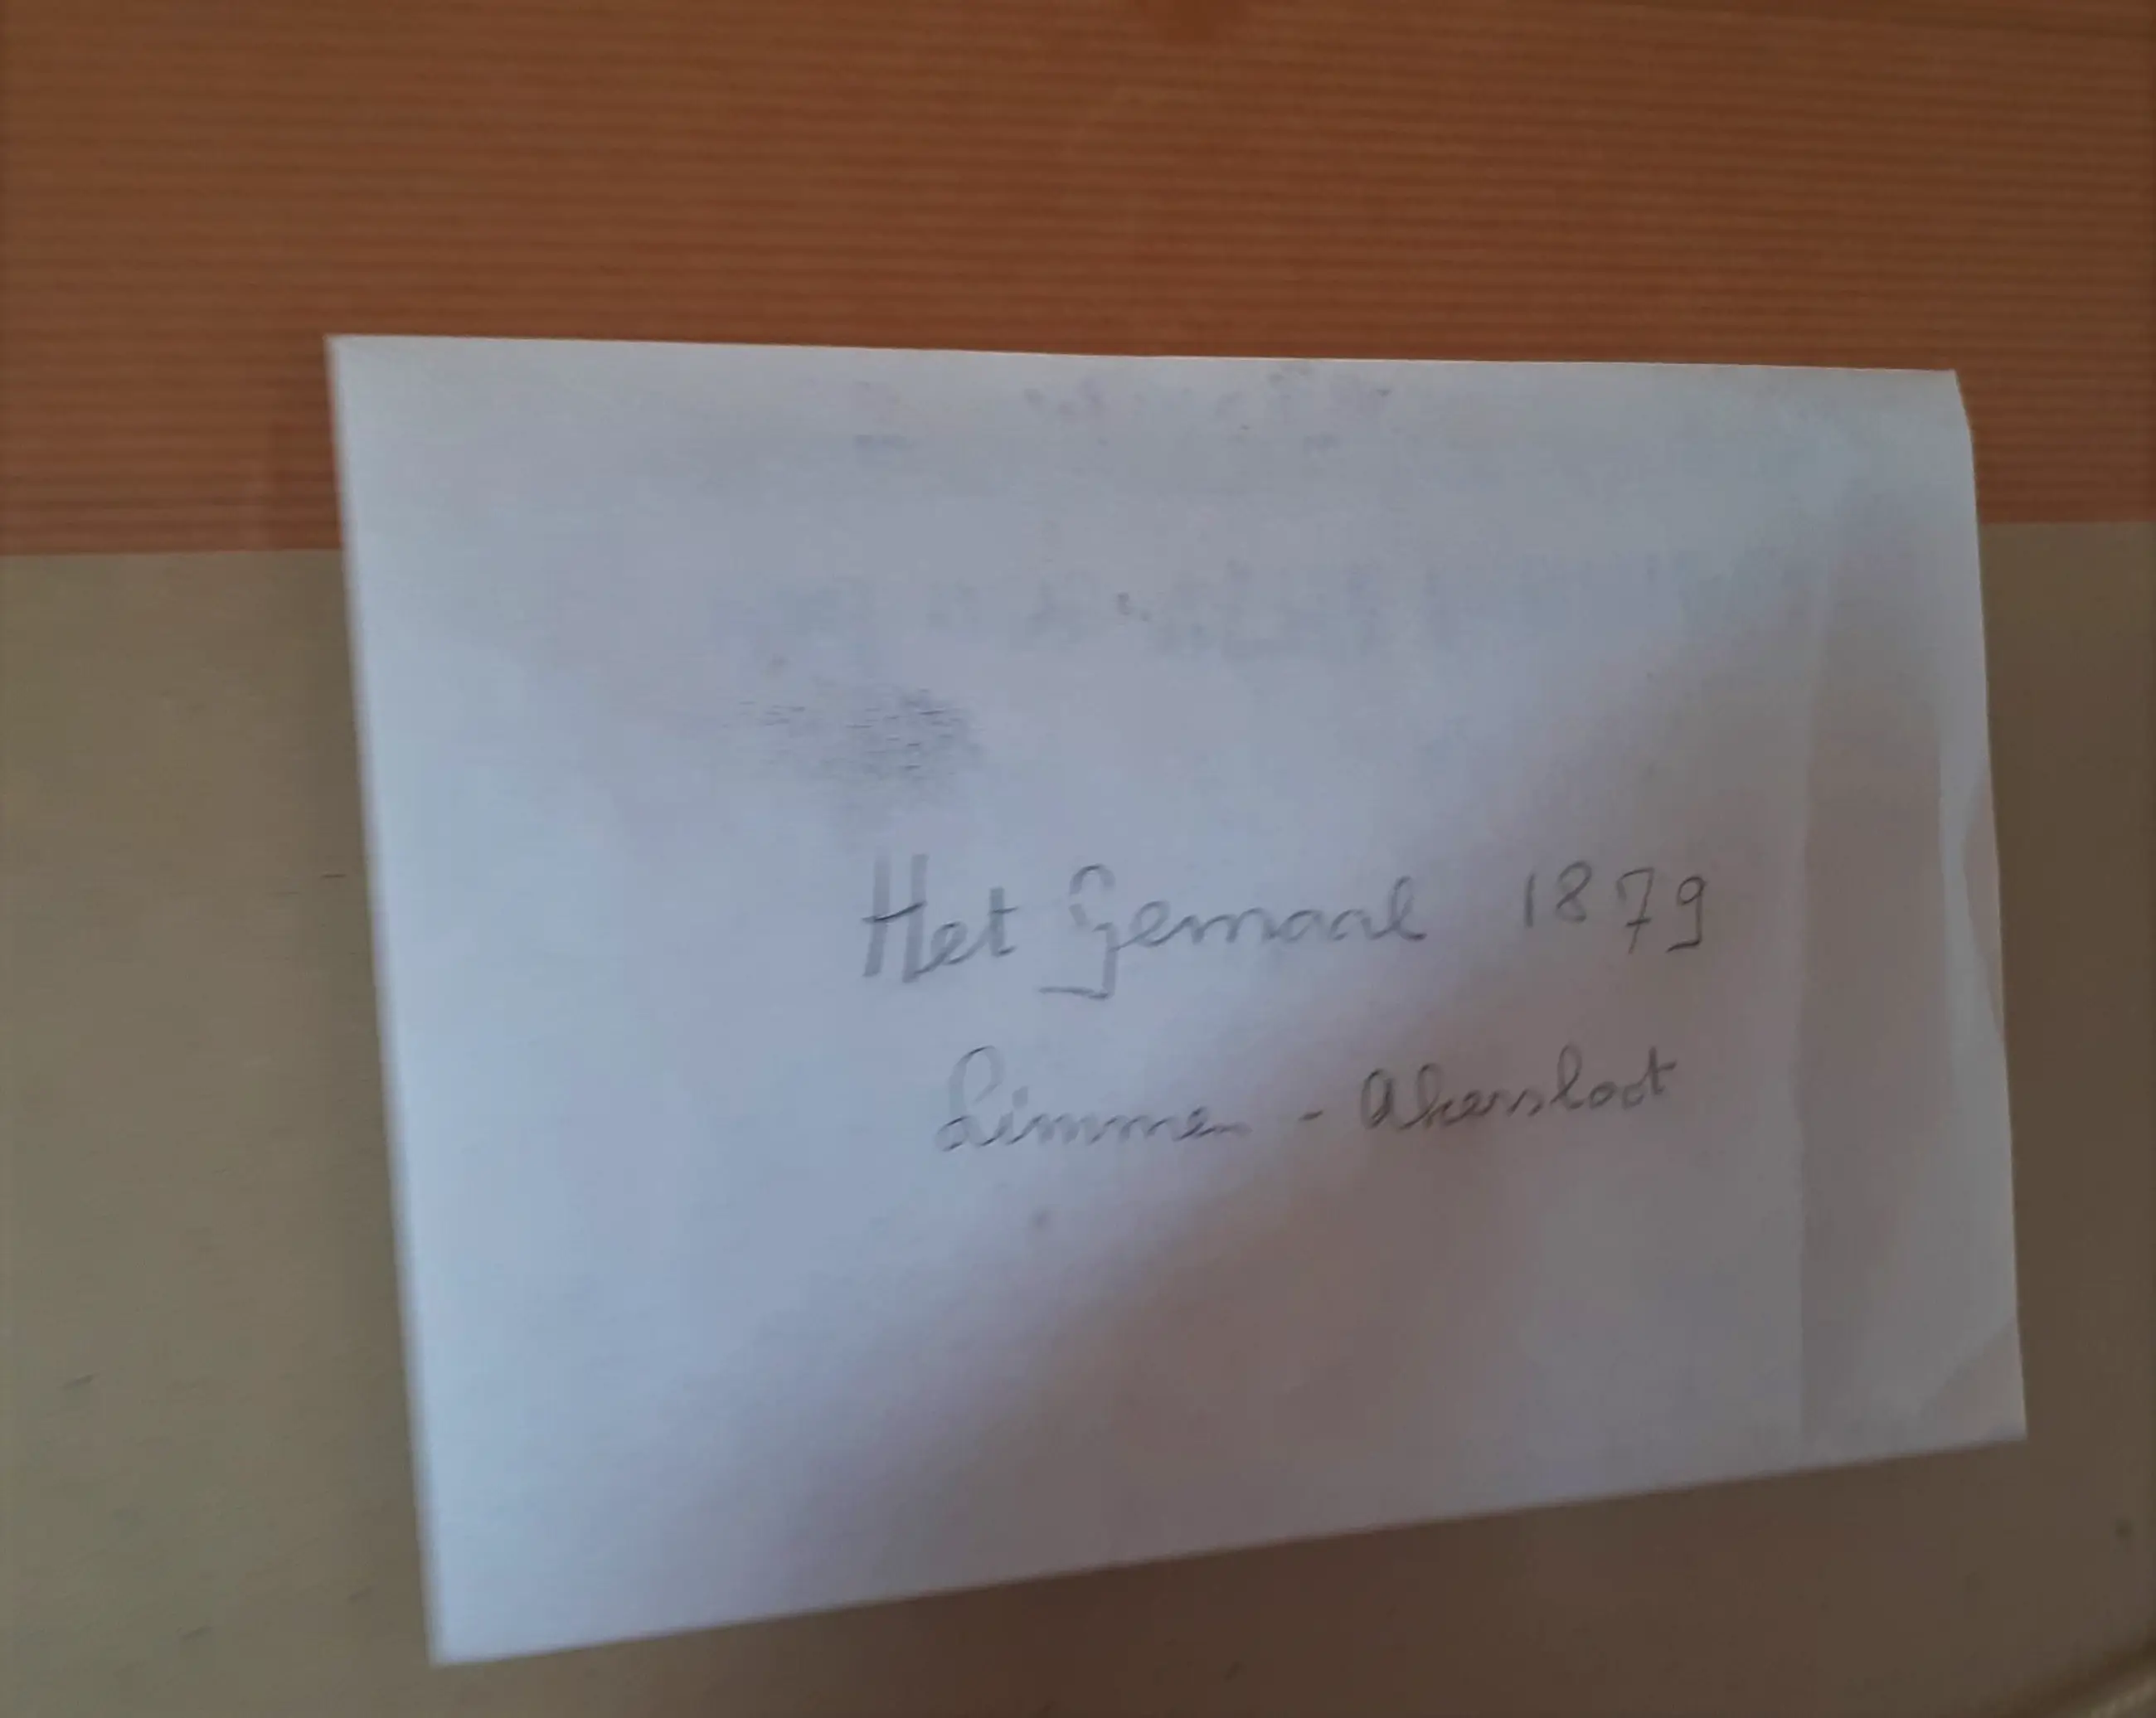 Het Gemaal 1879
Limmen - Akersloot